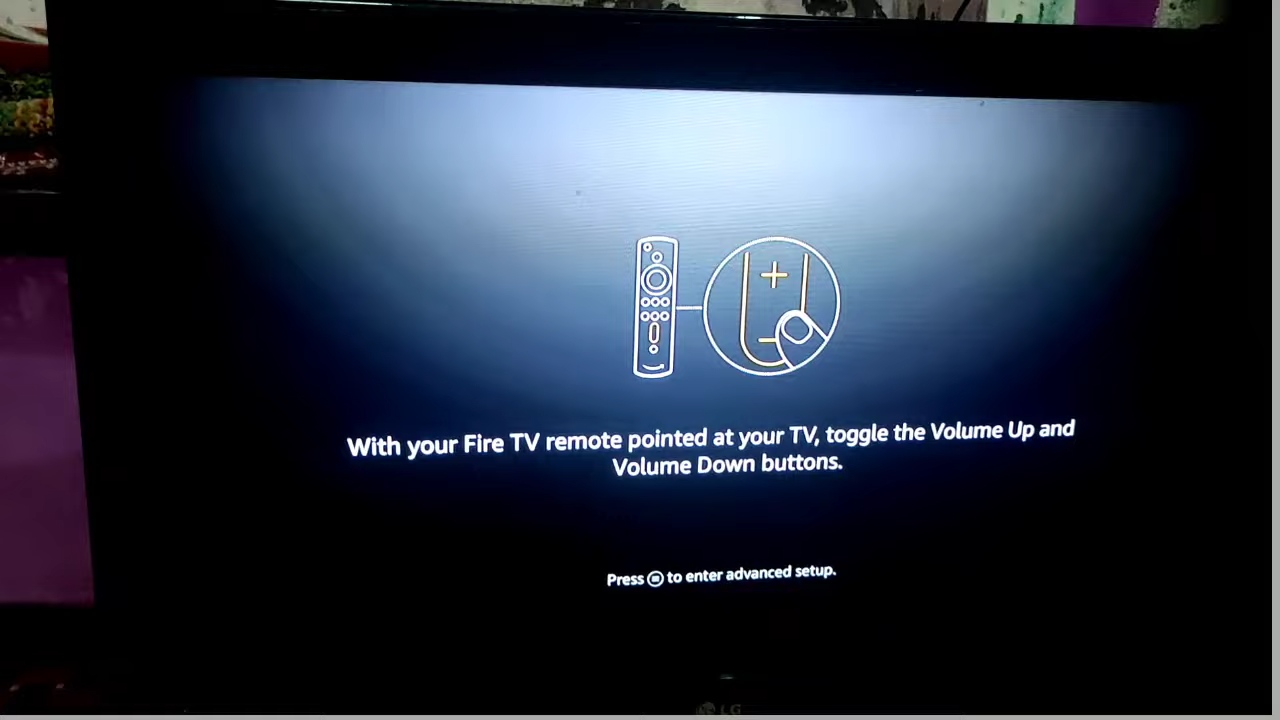 With your Fire TV remote pointed at your TV, toggle the Volume Up and
Volume Down buttons.
Press to enter advanced setup.
LG